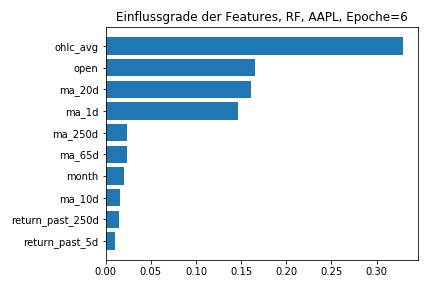 Einflussgrade der Features, RF, AAPL, Epoche=6
ohlc_avg
open
ma_20d
ma_1d
ma_250d
ma_65d
month
ma_10d
return_past_250d
return_past_5d
0.00 0.05 0.10 0.15 0.20 0.25 0.30